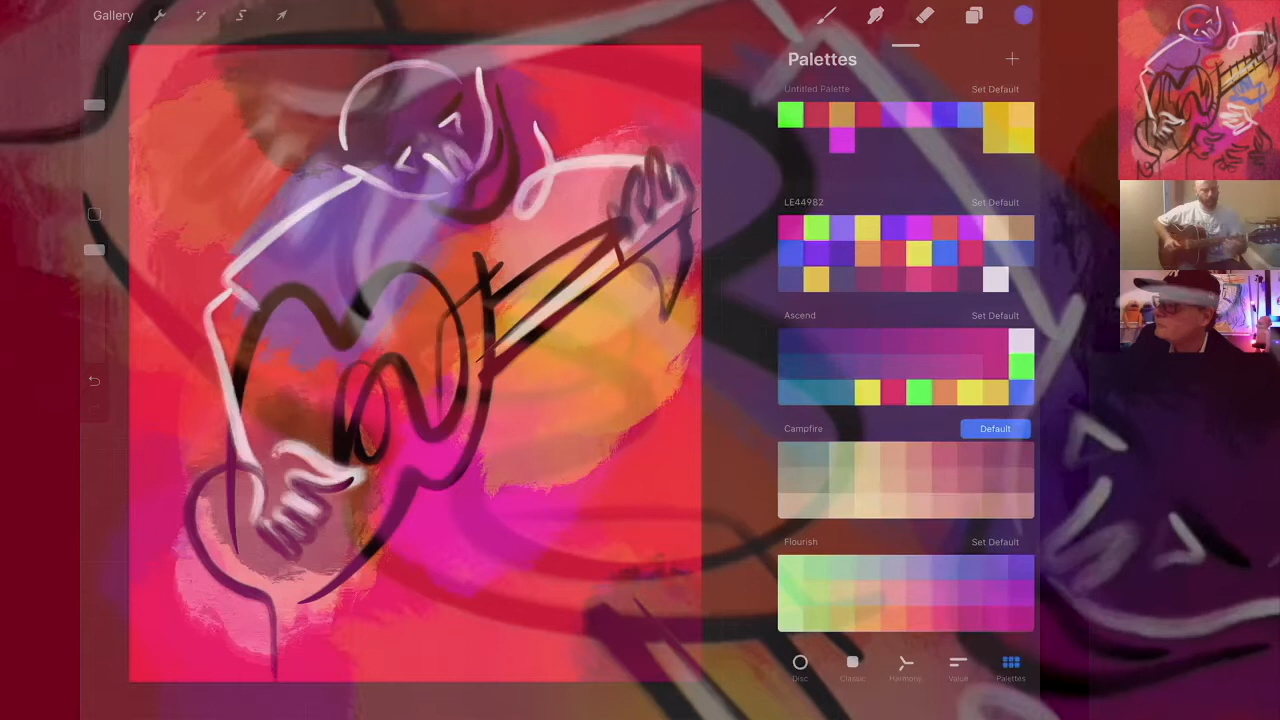 Gallery
Palettes
Untitled Palette
Set Default
LE44982
Set Default
Ascend
Set Default
Campfire
Default
Flourish
Set Default
Disc
Classic
Harmony
Value
Palettes